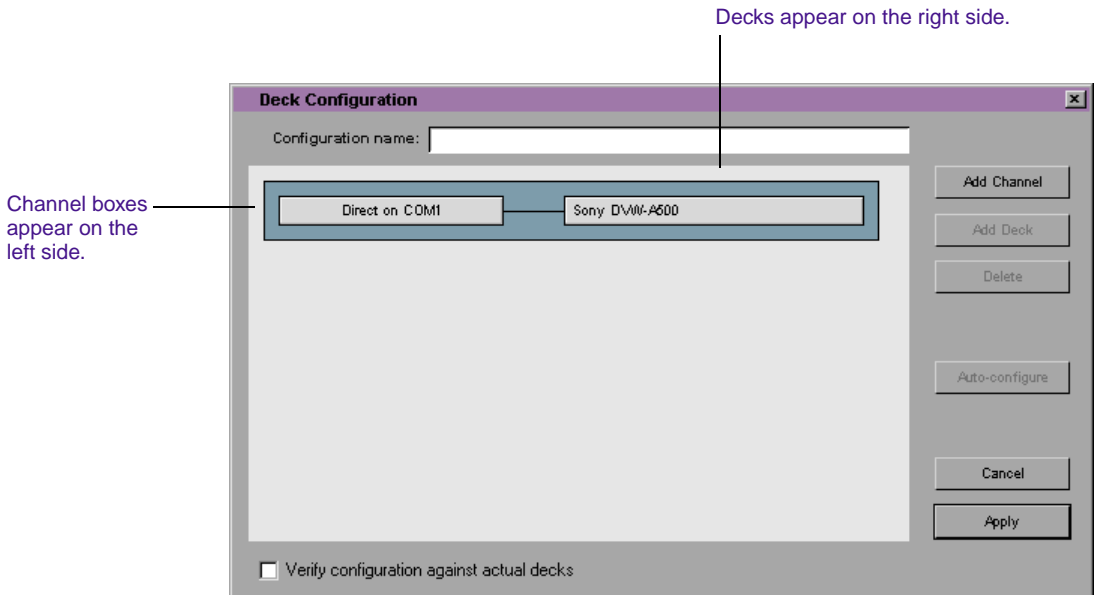 Decks appear on the right side.
Deck Configuration
Configuration name:
Channel boxes
appear on the
left side.
Direct on COM1
Sony DVW-A500
Add Channel
Add Deck
Delete
Auto-configure
Cancel
Apply
Verify configuration against actual decks